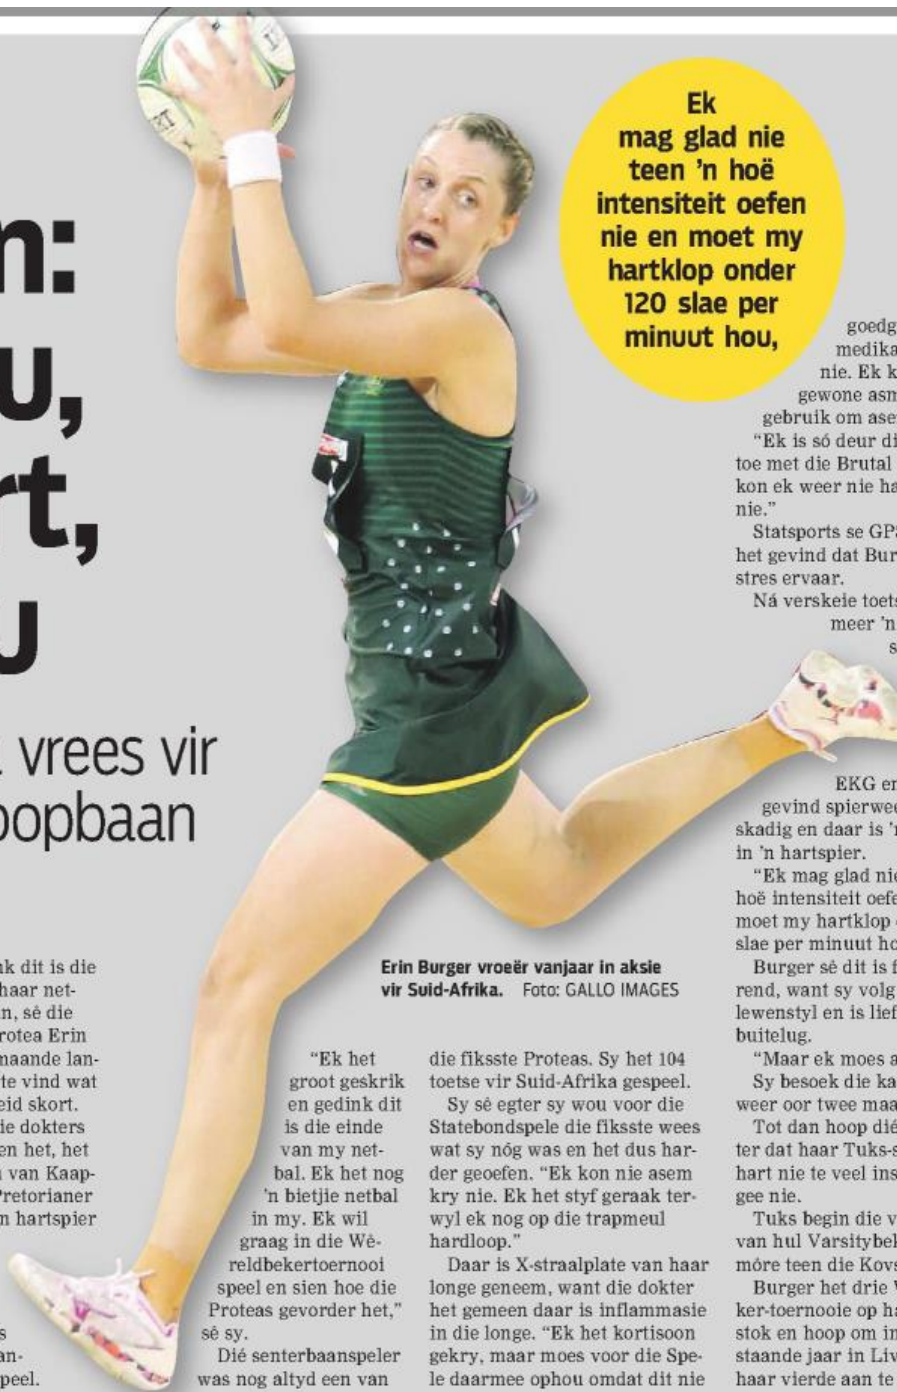 n:
u,
rt,
u
vrees vir
oopbaan
Ek
mag glad nie
teen 'n hoë
intensiteit oefen
nie en moet my
hartklop onder
120 slae per
minuut hou,
Erin Burger vroeër vanjaar in aksie
vir Suid-Afrika. Foto: GALLO IMAGES
nk dit is die
haar net-
n, sê die
rotea Erin
maande lan-
te vind wat
eid skort.
ie dokters
en het, het
van Kaap-
Pretorianer
n hartspier
s
an-
peel.
"Ek het
groot geskrik
en gedink dit
is die einde
van my net-
bal. Ek het nog
'n bietjie netbal
in my. Ek wil
graag in die Wê-
reldbekertoernooi
speel en sien hoe die
Proteas gevorder het,"
sê sy.
Dié senterbaanspeler
was nog altyd een van
die fiksste Proteas. Sy het 104
toetse vir Suid-Afrika gespeel.
Sy sê egter sy wou voor die
Statebondspele die fiksste wees
wat sy nóg was en het dus har-
der geoefen. "Ek kon nie asem
kry nie. Ek het styf geraak ter-
wyl ek nog op die trapmeul
hardloop."
Daar is X-straalplate van haar
longe geneem, want die dokter
het gemeen daar is inflammasie
in die longe. "Ek het kortisoon
gekry, maar moes voor die Spe-
le daarmee ophou omdat dit nie
goedg
medika
nie. Ek k
gewone asm
gebruik om ase
"Ek is só deur di
toe met die Brutal
kon ek weer nie ha
nie."
Statsports se GPS
het gevind dat Bur
stres ervaar.
Ná verskeie toets
meer 'n
s
EKG en
gevind spierwee
skadig en daar is 'n
in 'n hartspier.
"Ek mag glad nie
hoë intensiteit oefe
moet my hartklop
slae per minuut ho
Burger sê dit is f
rend, want sy volg
lewenstyl en is lief
buitelug.
"Maar ek moes a
Sy besoek die ka
weer oor twee maa
Tot dan hoop dié
ter dat haar Tuks-s
hart nie te veel ins
gee nie.
Tuks begin die v
van hul Varsitybek
môre teen die Kovs
Burger het drie W
ker-toernooie op ha
stok en hoop om in
staande jaar in Liv
haar vierde aan te